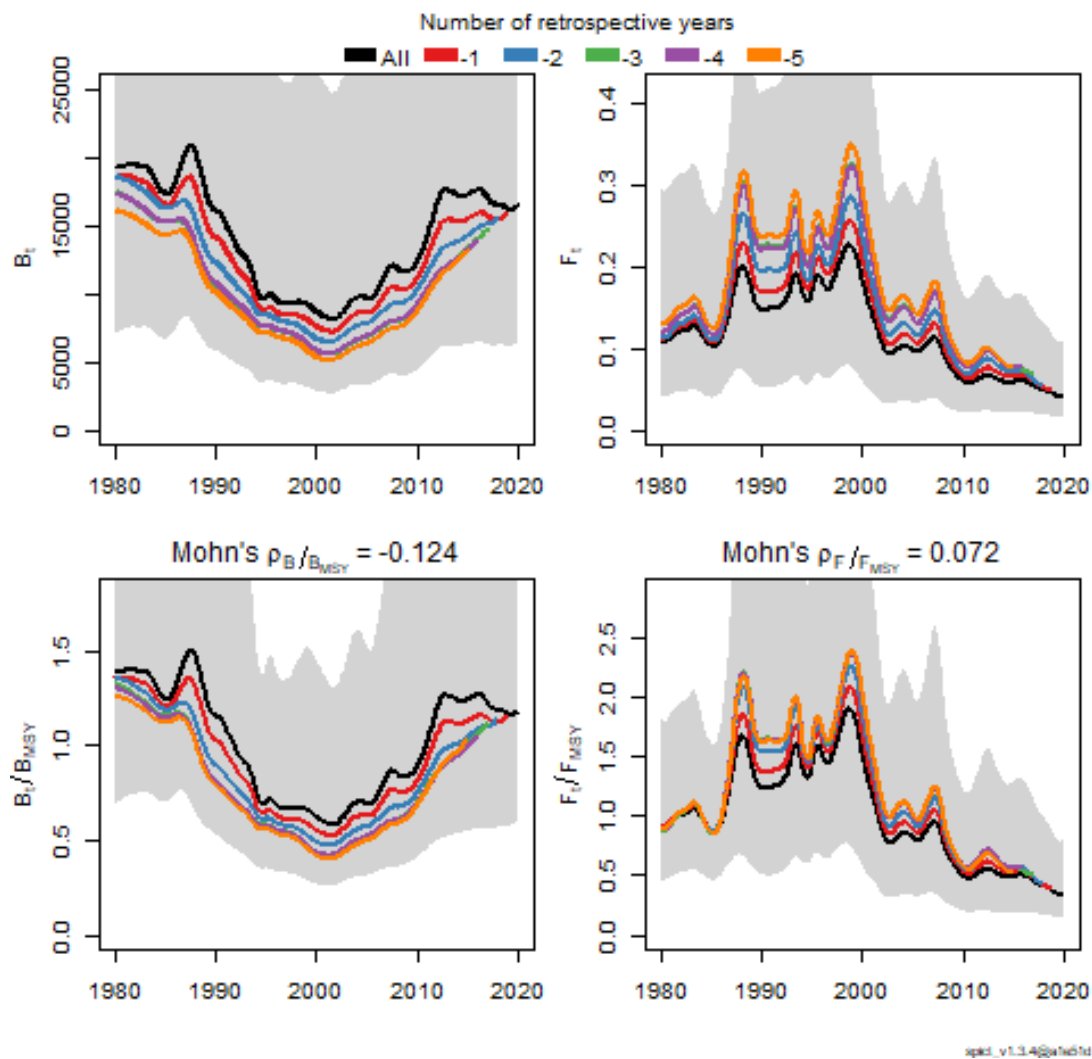 Number of retrospective years
All -1 -2 -3 -4 -5
Bt
0 5000 15000 25000
1980 1990 2000 2010 2020
Ft
0.0 0.1 0.2 0.3 0.4
1980 1990 2000 2010 2020
Mohn's ρB/BMSY = -0.124
Bt/BMSY
0.0 0.5 1.0 1.5
1980 1990 2000 2010 2020
Mohn's ρF/FMSY = 0.072
Ft/FMSY
0.0 0.5 1.0 1.5 2.0 2.5
1980 1990 2000 2010 2020